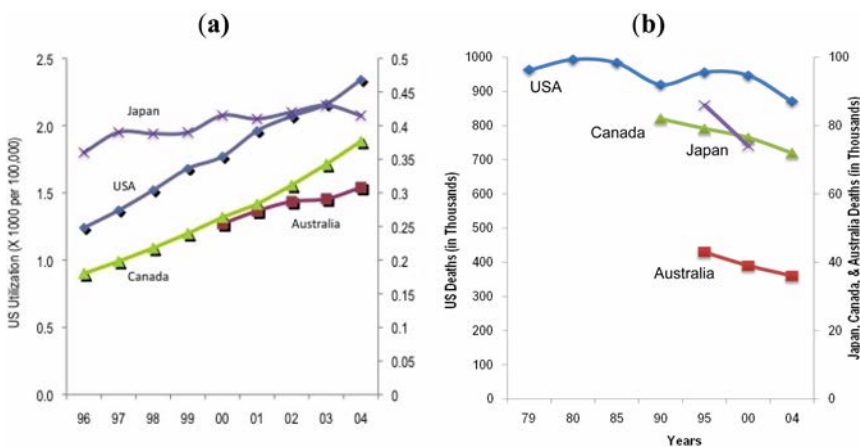 (a)
US Utilization (X 1000 per 100,000)
2.5
2.0
1.5
1.0
0.5
0.0
0.5
0.45
0.4
0.35
0.3
0.25
0.2
0.15
0.1
0.05
0
Japan
USA
Australia
Canada
96 97 98 99 00 01 02 03 04
(b)
US Deaths (in Thousands)
1000
900
800
700
600
500
400
300
200
100
0
100
80
60
40
20
0
Japan, Canada, & Australia Deaths (in Thousands)
USA
Canada
Japan
Australia
79 80 85 90 95 00 04
Years